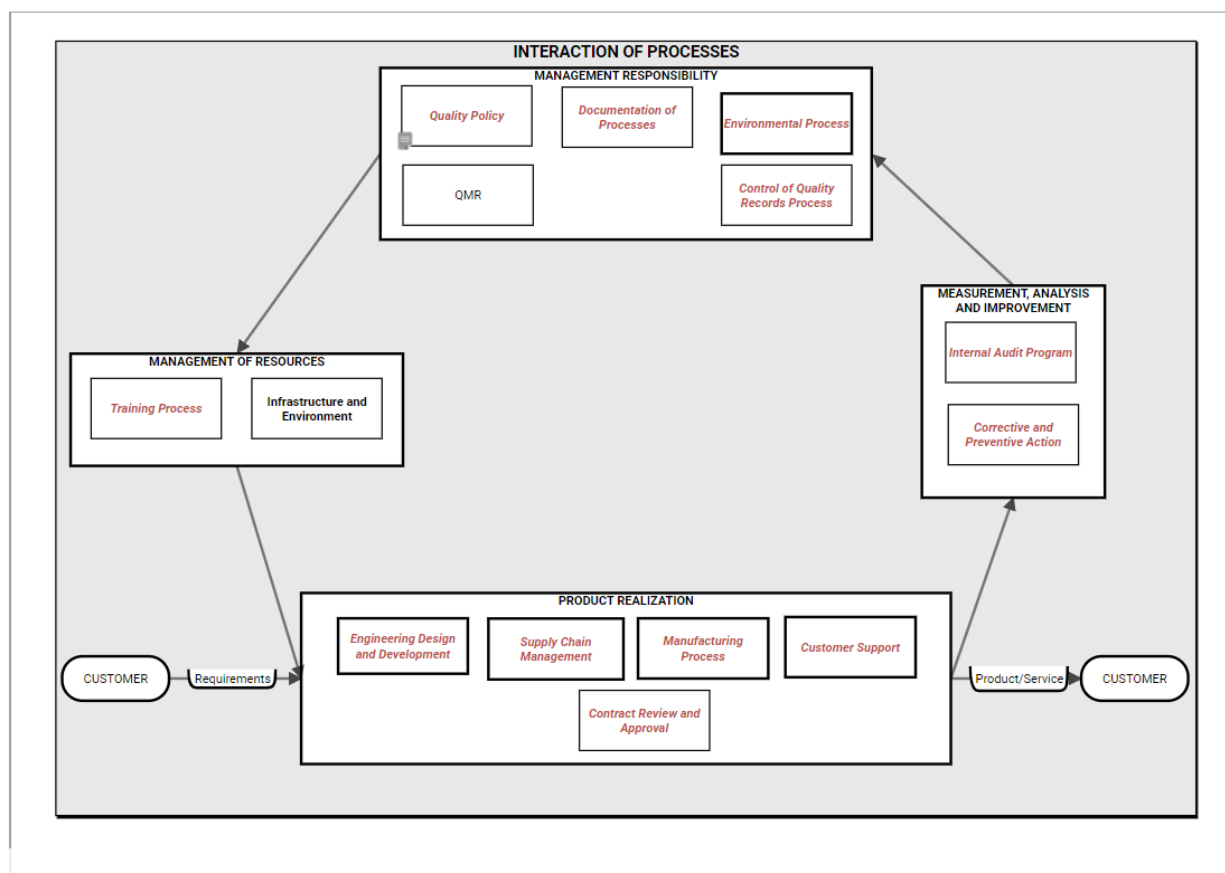 INTERACTION OF PROCESSES
MANAGEMENT RESPONSIBILITY
Quality Policy
Documentation of
Processes
Environmental Process
QMR
Control of Quality
Records Process
MEASUREMENT, ANALYSIS
AND IMPROVEMENT
Internal Audit Program
Corrective and
Preventive Action
MANAGEMENT OF RESOURCES
Training Process
Infrastructure and
Environment
PRODUCT REALIZATION
Engineering Design
and Development
Supply Chain
Management
Manufacturing
Process
Customer Support
Contract Review and
Approval
CUSTOMER
Requirements
Product/Service
CUSTOMER